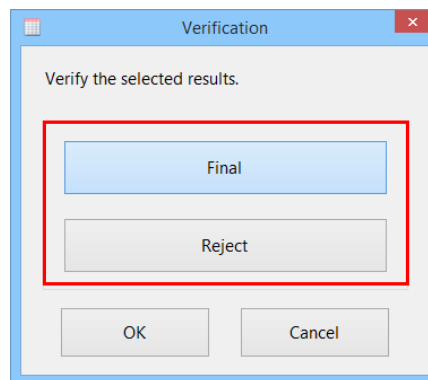 Verification
Verify the selected results.
Final
Reject
OK Cancel